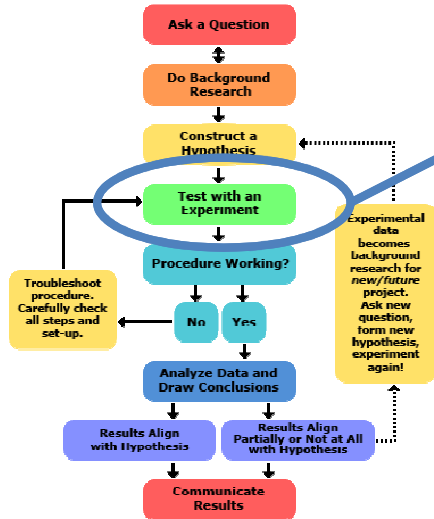 Ask a Question
Do Background
Research
Construct a
Hypothesis
Test with an
Experiment
Procedure Working?
No
Yes
Troubleshoot
procedure.
Carefully check
all steps and
set-up.
Experimental
data
becomes
background
research for
new/future
project.
Ask new
question,
form new
hypothesis,
experiment
again!
Analyze Data and
Draw Conclusions
Results Align
with Hypothesis
Results Align
Partially or Not at All
with Hypothesis
Communicate
Results